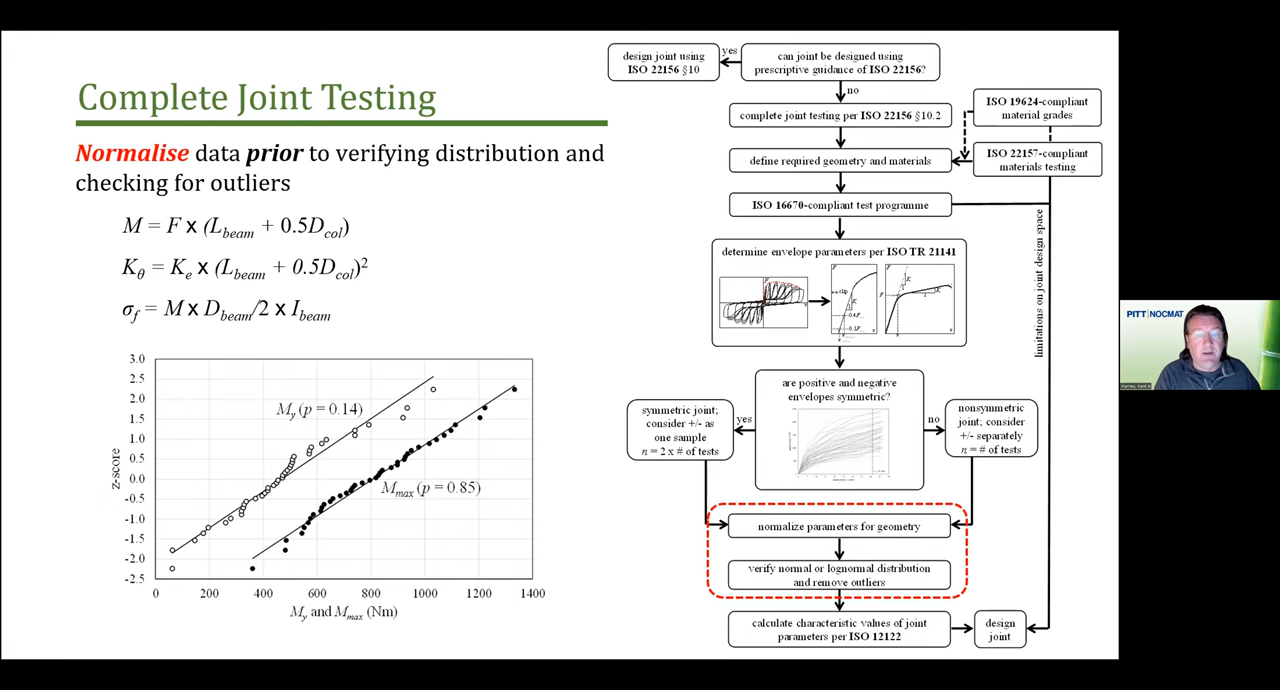 Complete Joint Testing
Normalise data prior to verifying distribution and
checking for outliers
M = F x (L_beam + 0.5D_col)
K_θ = K_e x (L_beam + 0.5D_col)²
σ_f = M x D_beam/2 x I_beam
3.0
2.5
2.0
1.5
1.0
0.5
0.0
-0.5
-1.0
-1.5
-2.0
-2.5
z-score
M_y (p = 0.14)
M_max (p = 0.85)
0 200 400 600 800 1000 1200 1400
M_y and M_max (Nm)
design joint using
ISO 22156 §10
yes
can joint be designed using
prescriptive guidance of ISO 22156?
no
complete joint testing per ISO 22156 §10.2
ISO 19624-compliant
material grades
define required geometry and materials
ISO 22157-compliant
materials testing
ISO 16670-compliant test programme
limitations on joint design space
determine envelope parameters per ISO TR 21141
are positive and negative
envelopes symmetric?
symmetric joint;
consider +/- as
one sample
n = 2 x # of tests
yes
no
nonsymmetric
joint; consider
+/- separately
n = # of tests
normalize parameters for geometry
verify normal or lognormal distribution
and remove outliers
calculate characteristic values of joint
parameters per ISO 12122
design
joint
PITT|NOCMAT